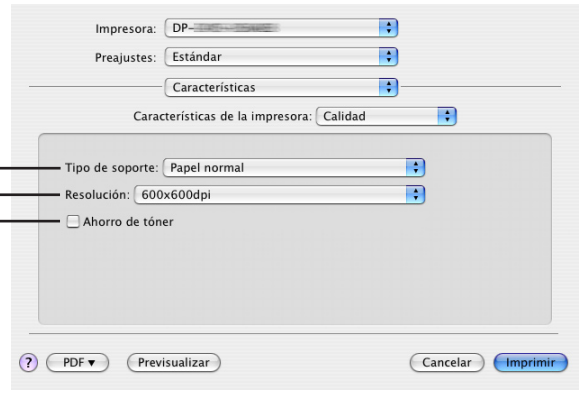 Impresora: DP-
Preajustes: Estándar
Características
Características de la impresora: Calidad
Tipo de soporte: Papel normal
Resolución: 600x600dpi
Ahorro de tóner
? PDF▼ Previsualizar Cancelar Imprimir